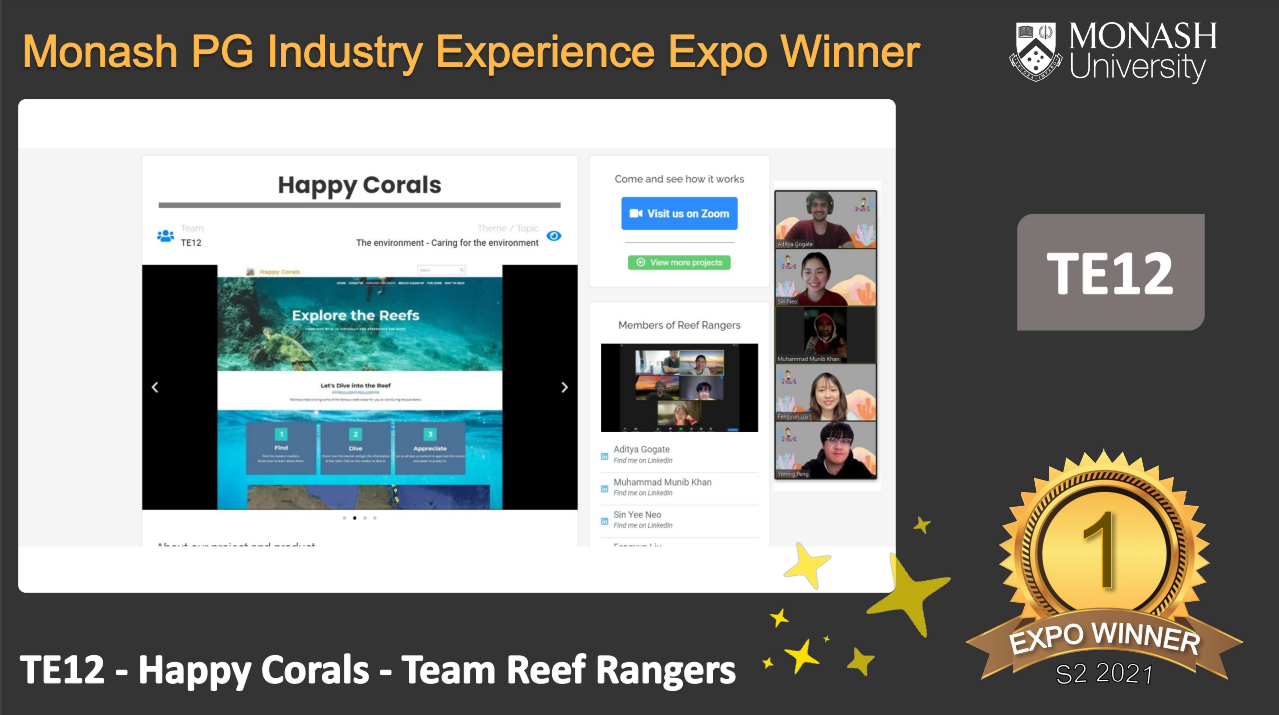 Monash PG Industry Experience Expo Winner
MONASH
University
Happy Corals
Team
TE12
Theme / Topic
The environment - Caring for the environment
Happy Corals
Explore the Reefs
Let's Dive into the Reef
1
Find
2
Dive
3
Appreciate
About our project and product
Come and see how it works
Visit us on Zoom
View more projects
Members of Reef Rangers
Aditya Gogate
Find me on LinkedIn
Muhammad Munib Khan
Find me on LinkedIn
Sin Yee Neo
Find me on LinkedIn
Fengyun Liu
Aditya Gogate
Sin Neo
Muhammad Munib Khan
Fengyun Liu
Yiming Peng
TE12
1
EXPO WINNER
S2 2021
TE12 - Happy Corals - Team Reef Rangers